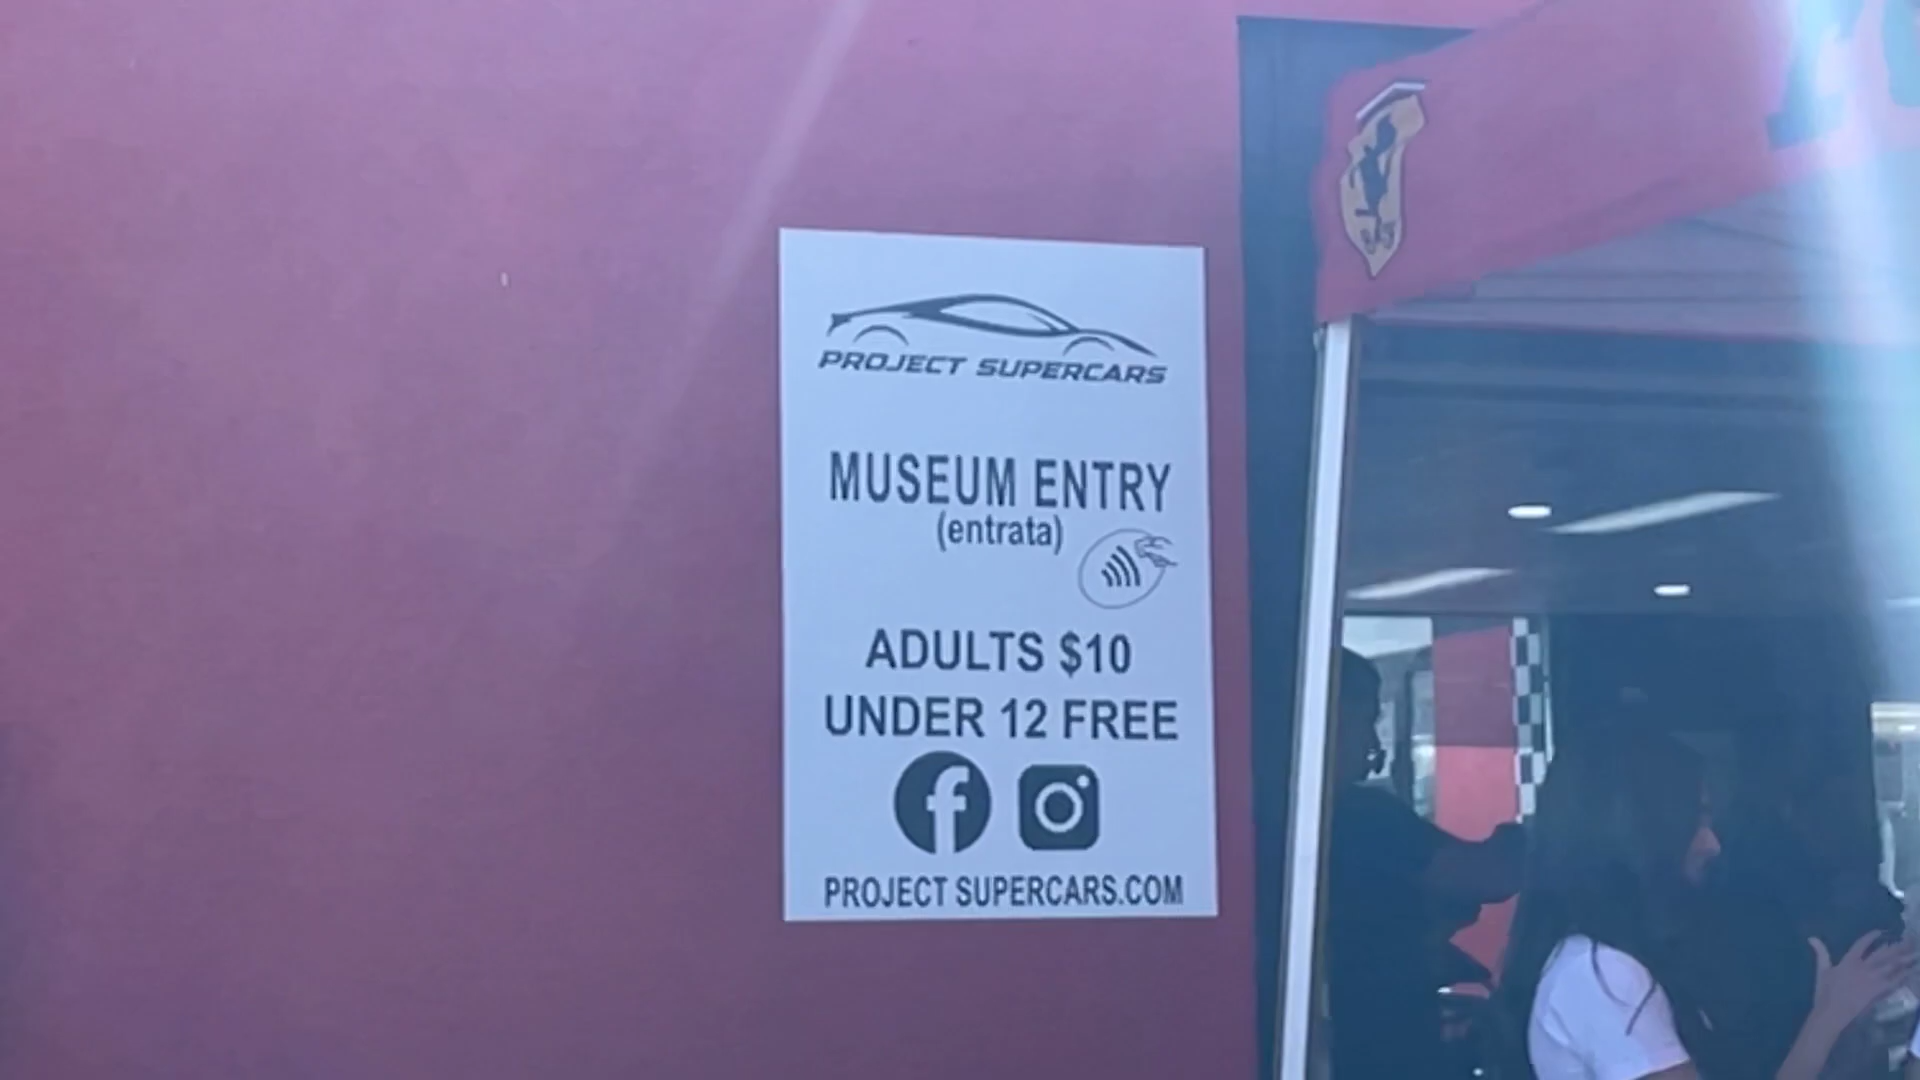 PROJECT SUPERCARS
MUSEUM ENTRY
(entrata)
ADULTS $10
UNDER 12 FREE
f
PROJECT SUPERCARS.COM